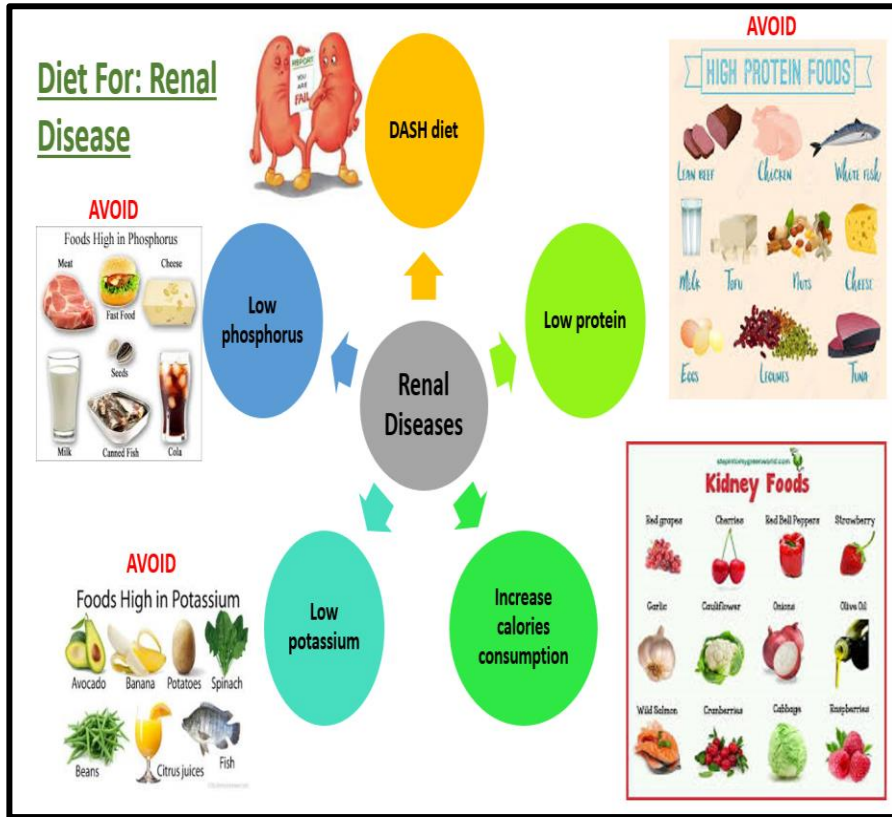 Diet For: Renal
Disease
REPORT
YOU
ARE
FAIL
DASH diet
AVOID
HIGH PROTEIN FOODS
LEAN BEEF
CHICKEN
WHITE FISH
MILK
TOFU
NUTS
CHEESE
EGGS
LEGUMES
TUNA
AVOID
Foods High in Phosphorus
Meat
Fast Food
Cheese
Seeds
Milk
Canned Fish
Cola
Low
phosphorus
Low protein
Renal
Diseases
AVOID
Foods High in Potassium
Avocado
Banana
Potatoes
Spinach
Beans
Citrus juices
Fish
Low
potassium
Increase
calories
consumption
stepintomygreenworld.com
Kidney Foods
Red grapes
Cherries
Red Bell Peppers
Strawberry
Garlic
Cauliflower
Onions
Olive Oil
Wild Salmon
Cranberries
Cabbage
Raspberries